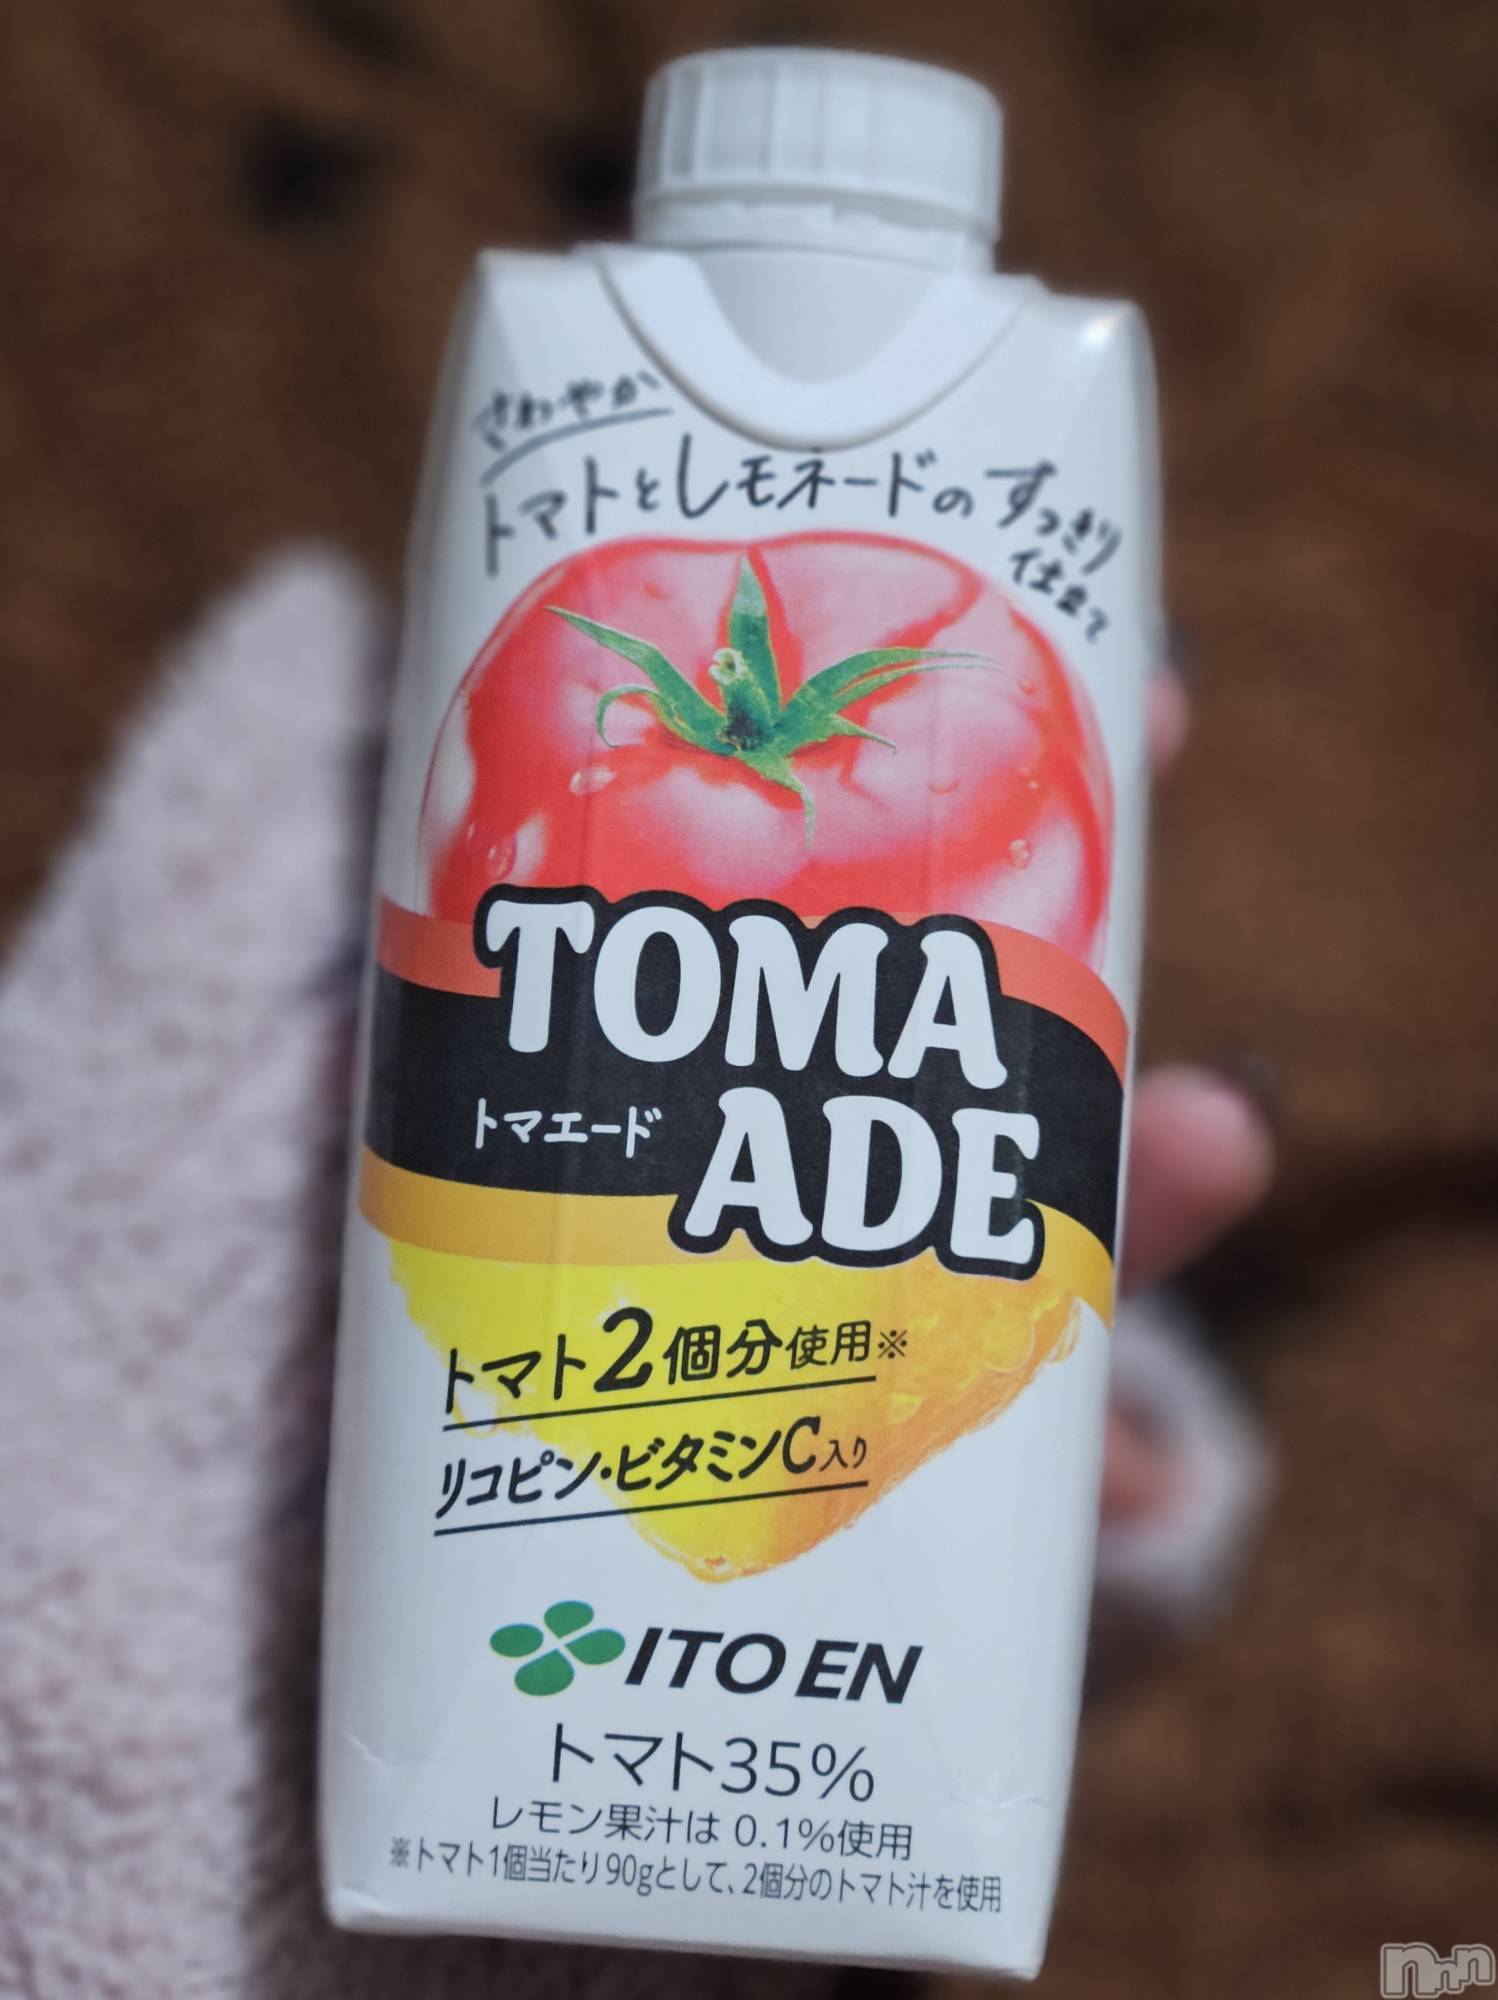 さわやか
トマトとレモネードのすっきり
仕立て
TOMA
トマエード
ADE
トマト2個分使用※
リコピン・ビタミンC入り
ITO EN
トマト35%
レモン果汁は 0.1%使用
※トマト1個当たり90gとして、2個分のトマト汁を使用
nnn